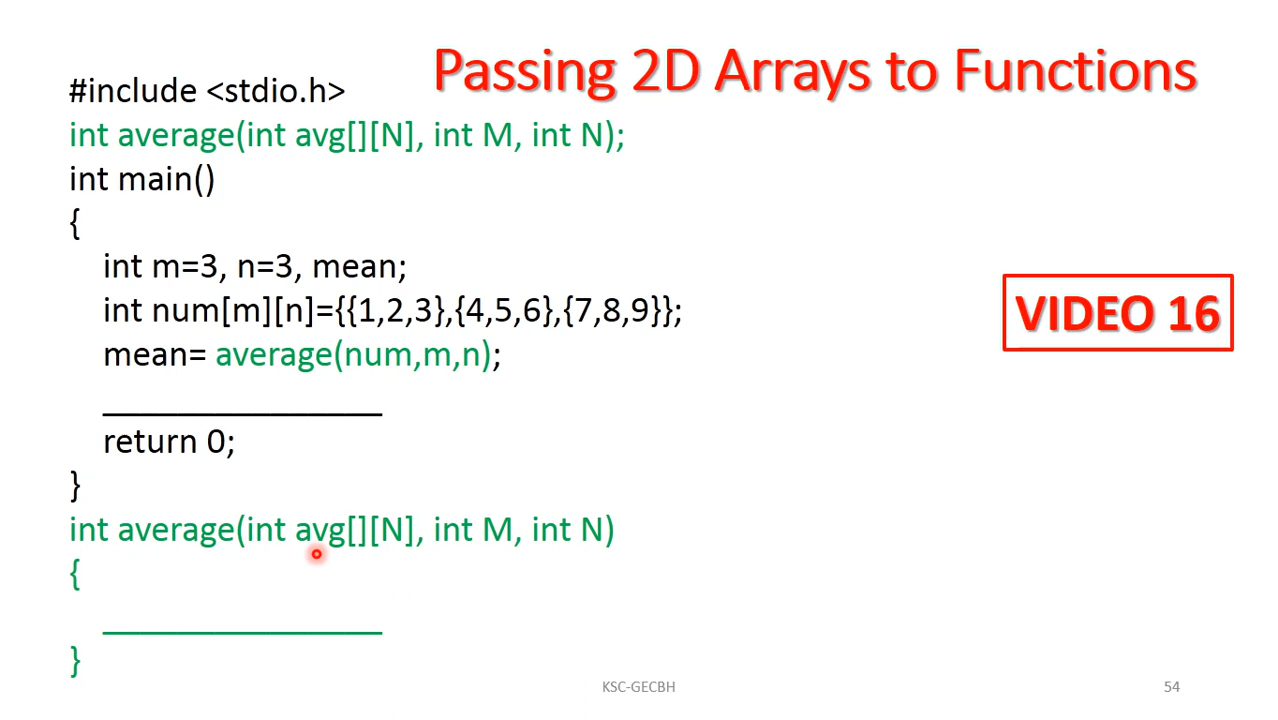 Passing 2D Arrays to Functions
#include <stdio.h>
int average(int avg[][N], int M, int N);
int main()
{
int m=3, n=3, mean;
int num[m][n]={{1,2,3},{4,5,6},{7,8,9}};
mean= average(num,m,n);
_______________
return 0;
}
int average(int avg[][N], int M, int N)
{
_______________
}
VIDEO 16
KSC-GECBH
54